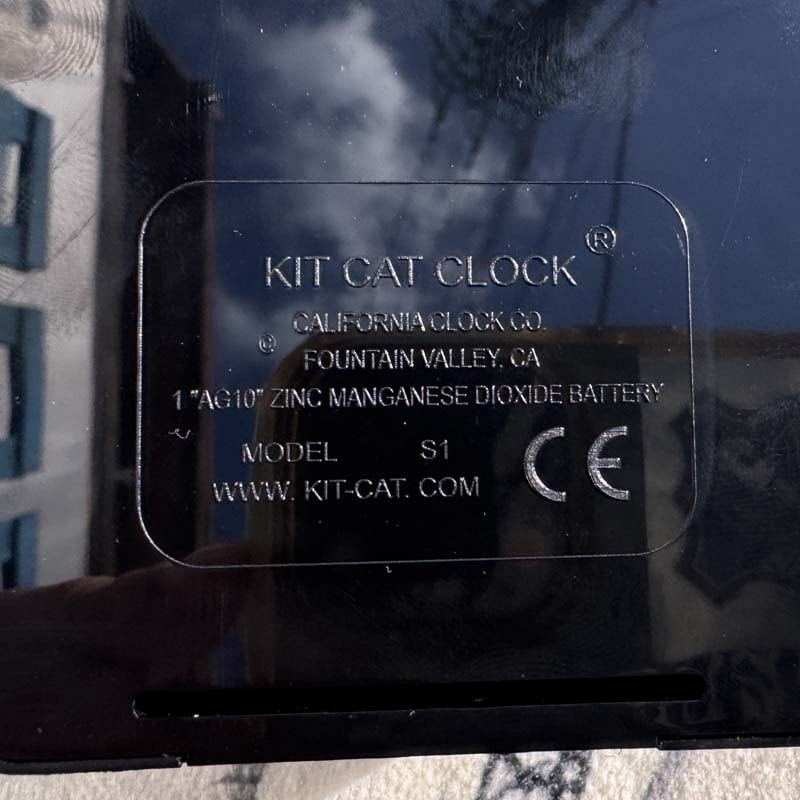 KIT CAT CLOCK ®
CALIFORNIA CLOCK CO.
© FOUNTAIN VALLEY, CA
1 "AG10" ZINC MANGANESE DIOXIDE BATTERY
MODEL S1
WWW. KIT-CAT. COM
CE